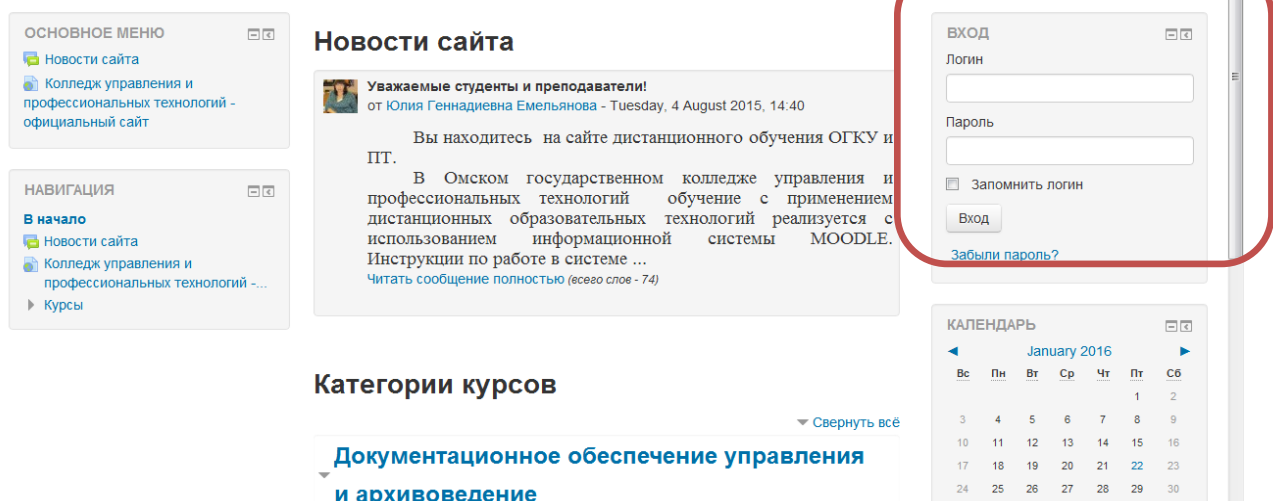 ОСНОВНОЕ МЕНЮ
Новости сайта
Колледж управления и
профессиональных технологий -
официальный сайт
НАВИГАЦИЯ
В начало
Новости сайта
Колледж управления и
профессиональных технологий -...
Курсы
Новости сайта
Уважаемые студенты и преподаватели!
от Юлия Геннадиевна Емельянова - Tuesday, 4 August 2015, 14:40
Вы находитесь на сайте дистанционного обучения ОГКУ и
ПТ.
В Омском государственном колледже управления и
профессиональных технологий обучение с применением
дистанционных образовательных технологий реализуется с
использованием информационной системы MOODLE.
Инструкции по работе в системе ...
Читать сообщение полностью (всего слов - 74)
Категории курсов
Свернуть всё
Документационное обеспечение управления
и архивоведение
ВХОД
Логин
Пароль
Запомнить логин
Вход
Забыли пароль?
КАЛЕНДАРЬ
◄ January 2016 ►
Вс Пн Вт Ср Чт Пт Сб
1 2
3 4 5 6 7 8 9
10 11 12 13 14 15 16
17 18 19 20 21 22 23
24 25 26 27 28 29 30